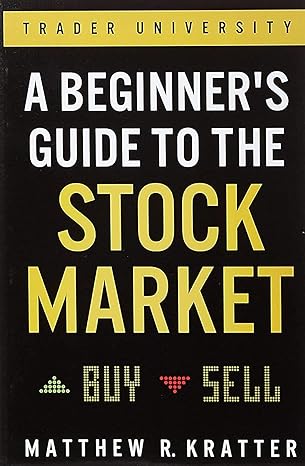 TRADER UNIVERSITY
A BEGINNER'S
GUIDE TO THE
STOCK
MARKET
BUY SELL
MATTHEW R. KRATTER